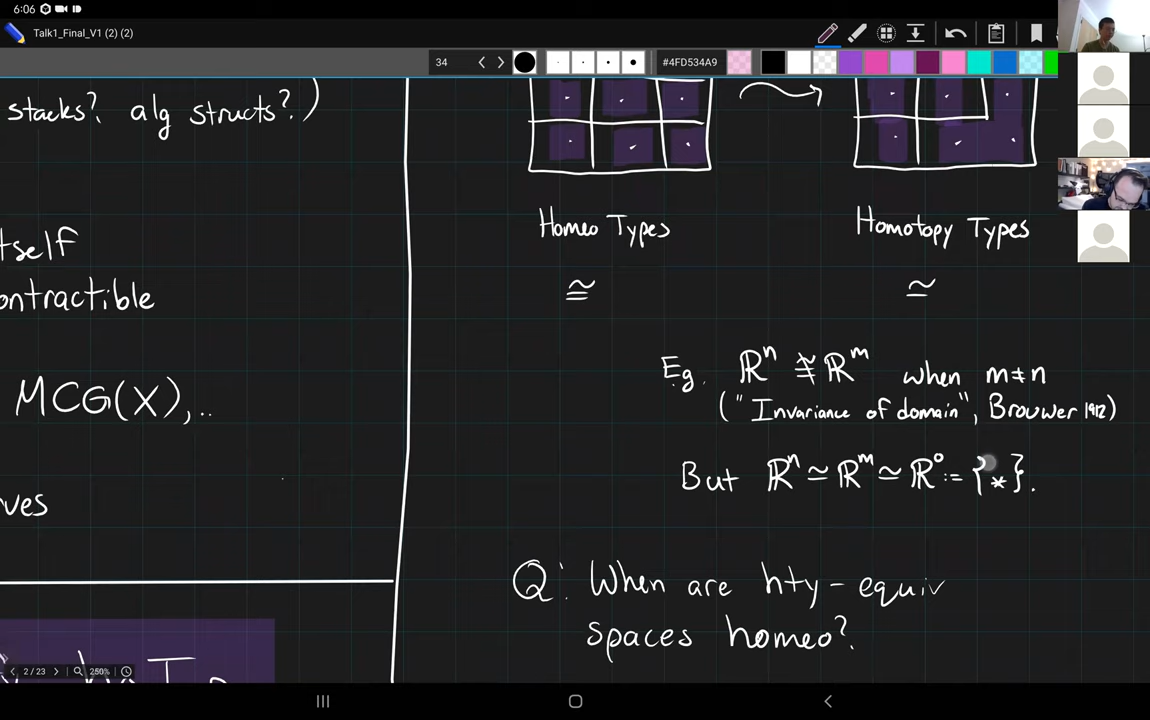 6:06
Talk1_Final_V1 (2) (2)
34
#4FD534A9
stacks? alg structs?)
tself
ontractible
MCG(X),..
ves
Homeo Types
Homotopy Types
≅
≃
Eg. ℝⁿ ≇ ℝᵐ when m≠n
("Invariance of domain", Brouwer 1912)
But ℝⁿ ≃ ℝᵐ ≃ ℝ⁰ := {*}.
Q: When are hty-equiv
spaces homeo?
2 / 23
250%